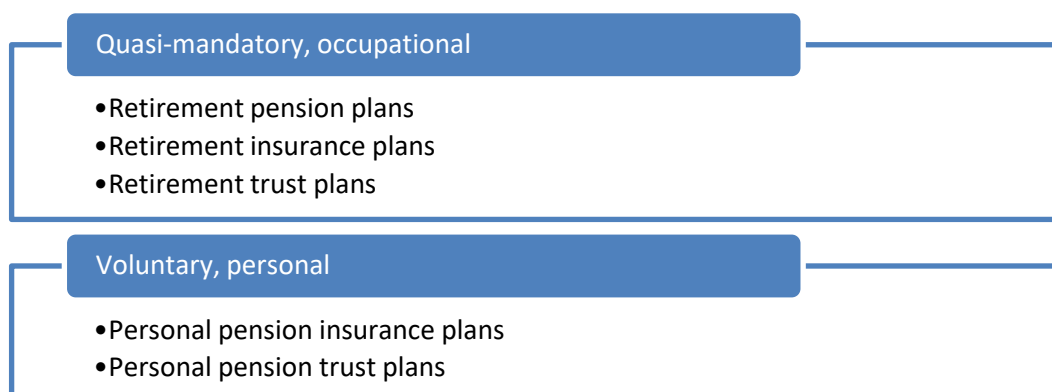 Quasi-mandatory, occupational
•Retirement pension plans
•Retirement insurance plans
•Retirement trust plans
Voluntary, personal
•Personal pension insurance plans
•Personal pension trust plans